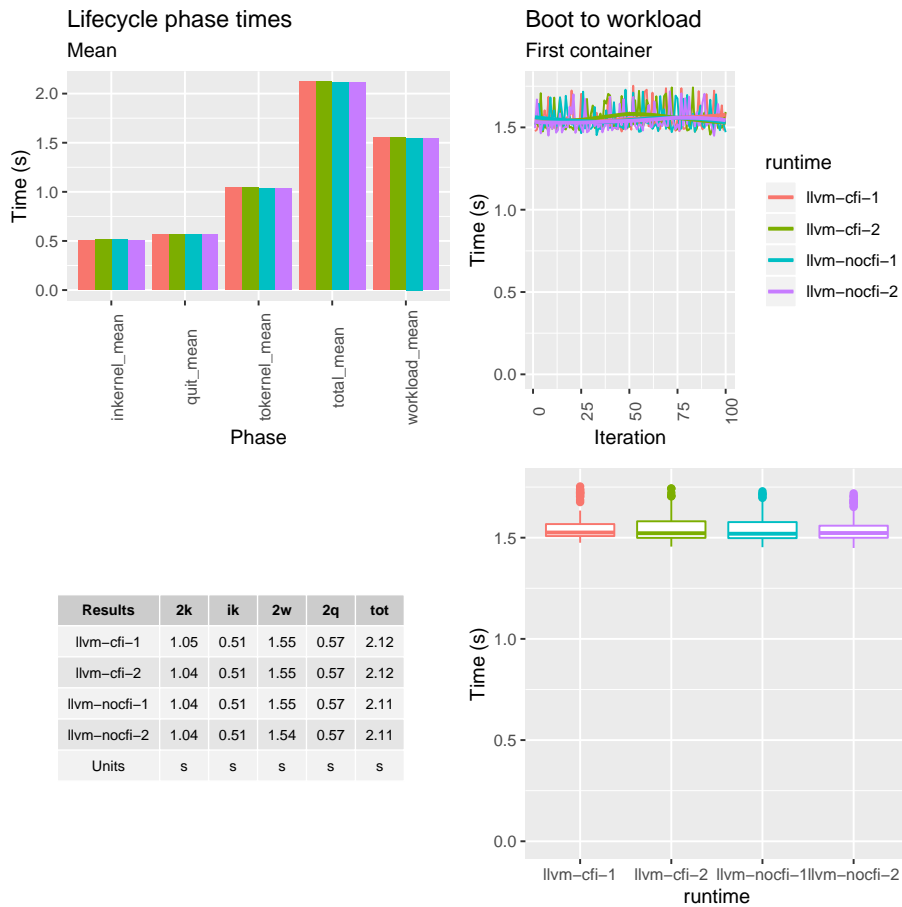 Lifecycle phase times
Mean
Time (s)
2.0
1.5
1.0
0.5
0.0
inkernel_mean
quit_mean
tokernel_mean
total_mean
workload_mean
Phase
Boot to workload
First container
Time (s)
1.5
1.0
0.5
0.0
0
25
50
75
100
Iteration
runtime
llvm−cfi−1
llvm−cfi−2
llvm−nocfi−1
llvm−nocfi−2
Results 2k ik 2w 2q tot
llvm−cfi−1 1.05 0.51 1.55 0.57 2.12
llvm−cfi−2 1.04 0.51 1.55 0.57 2.12
llvm−nocfi−1 1.04 0.51 1.55 0.57 2.11
llvm−nocfi−2 1.04 0.51 1.54 0.57 2.11
Units s s s s s
Time (s)
1.5
1.0
0.5
0.0
llvm−cfi−1 llvm−cfi−2 llvm−nocfi−1 llvm−nocfi−2
runtime